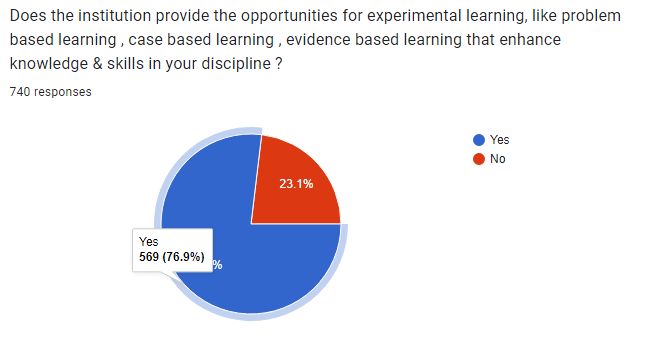 Does the institution provide the opportunities for experimental learning, like problem
based learning , case based learning , evidence based learning that enhance
knowledge & skills in your discipline ?
740 responses
Yes
No
23.1%
Yes
569 (76.9%)
%